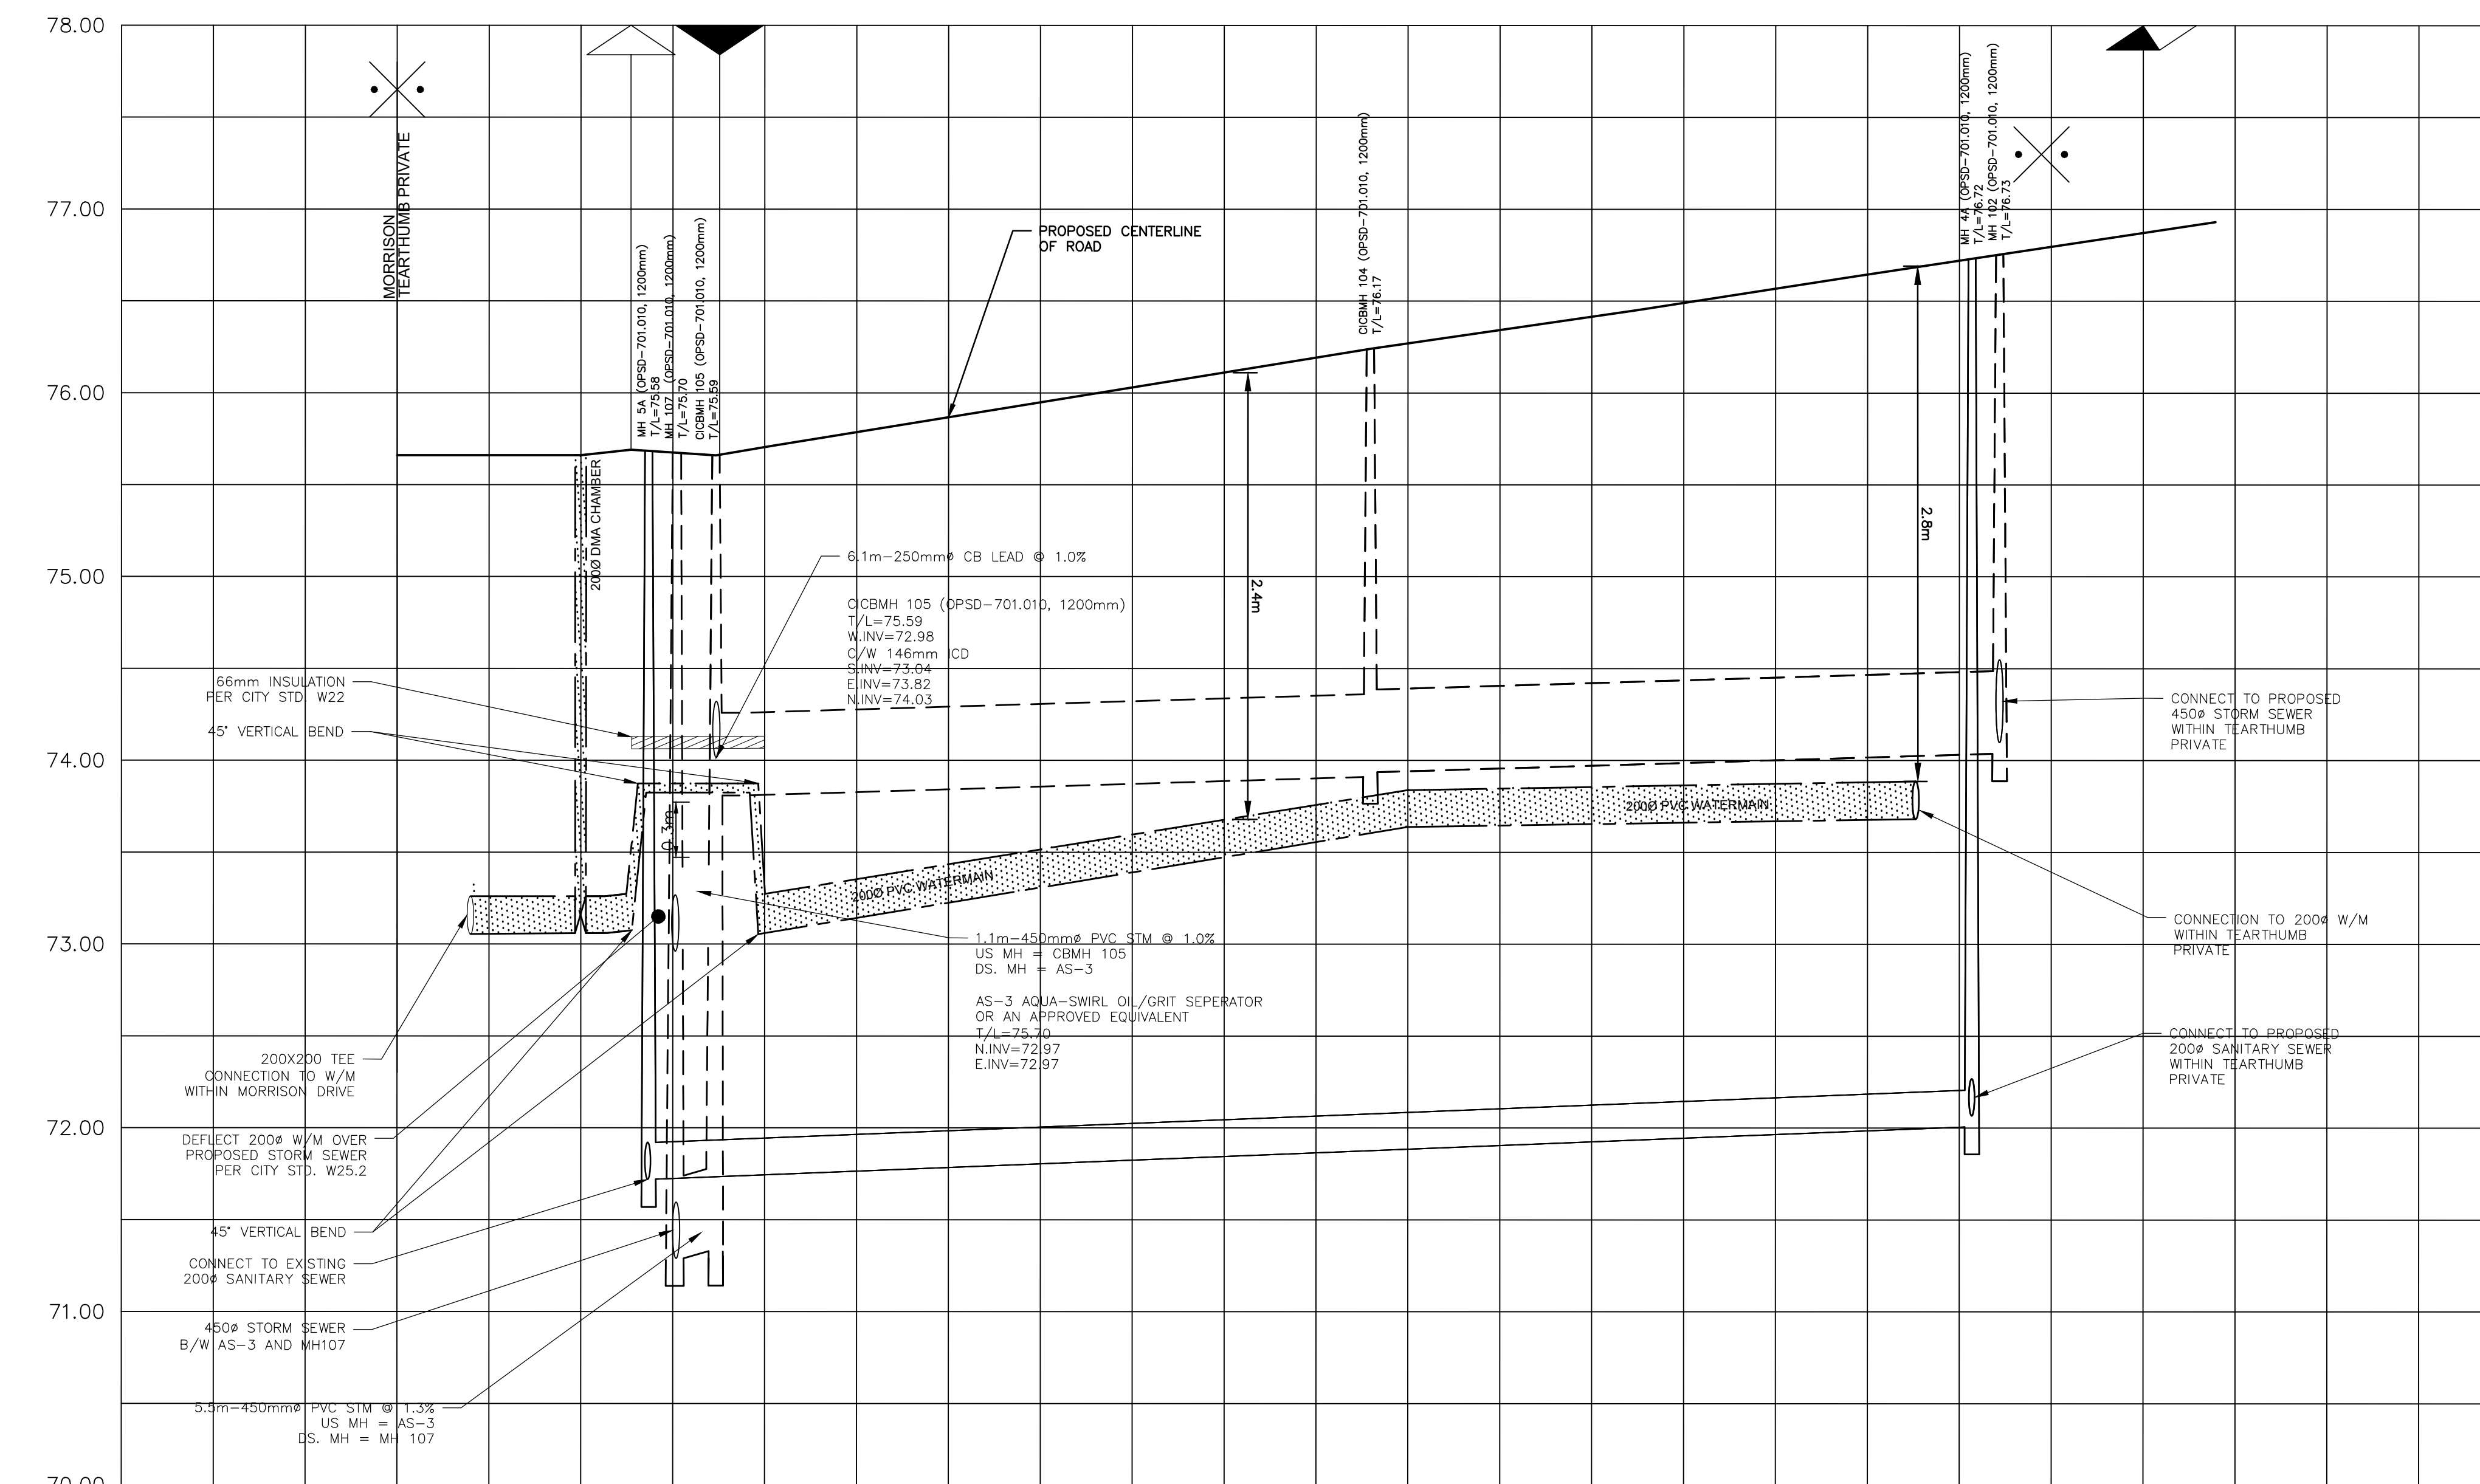 78.00
77.00
76.00
75.00
74.00
73.00
72.00
71.00
70.00
MORRISON
TEARTHUMB PRIVATE
MH 5A (OPSD-701.010, 1200mm)
T/L=75.58
MH 107 (OPSD-701.010, 1200mm)
T/L=75.70
CICBMH 105 (OPSD-701.010, 1200mm)
T/L=75.59
PROPOSED CENTERLINE
OF ROAD
CICBMH 104 (OPSD-701.010, 1200mm)
T/L=76.17
MH 4A (OPSD-701.010, 1200mm)
T/L=76.72
MH 102 (OPSD-701.010, 1200mm)
T/L=76.73
200Ø DMA CHAMBER
6.1m-250mmø CB LEAD @ 1.0%
CICBMH 105 (OPSD-701.010, 1200mm)
T/L=75.59
W.INV=72.98
C/W 146mm ICD
S.INV=73.04
E.INV=73.82
N.INV=74.03
2.4m
2.8m
66mm INSULATION
PER CITY STD. W22
45° VERTICAL BEND
0.3m
200Ø PVC WATERMAIN
200Ø PVC WATERMAIN
CONNECT TO PROPOSED
450ø STORM SEWER
WITHIN TEARTHUMB
PRIVATE
CONNECTION TO 200ø W/M
WITHIN TEARTHUMB
PRIVATE
1.1m-450mmø PVC STM @ 1.0%
US MH = CBMH 105
DS. MH = AS-3
AS-3 AQUA-SWIRL OIL/GRIT SEPERATOR
OR AN APPROVED EQUIVALENT
T/L=75.70
N.INV=72.97
E.INV=72.97
CONNECT TO PROPOSED
200ø SANITARY SEWER
WITHIN TEARTHUMB
PRIVATE
200X200 TEE
CONNECTION TO W/M
WITHIN MORRISON DRIVE
DEFLECT 200ø W/M OVER
PROPOSED STORM SEWER
PER CITY STD. W25.2
45° VERTICAL BEND
CONNECT TO EXISTING
200ø SANITARY SEWER
450ø STORM SEWER
B/W AS-3 AND MH107
5.5m-450mmø PVC STM @ 1.3%
US MH = AS-3
DS. MH = MH 107